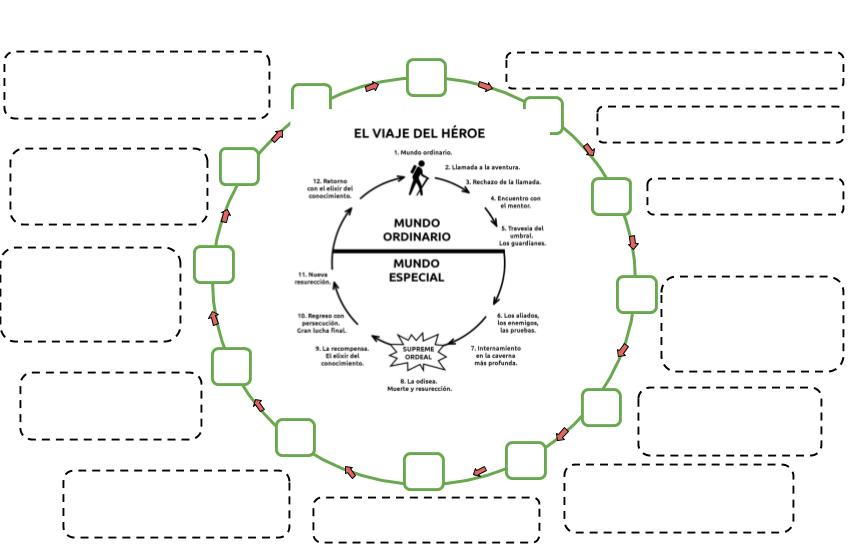 EL VIAJE DEL HÉROE
1. Mundo ordinario.
2. Llamada a la aventura.
3. Rechazo de la llamada.
4. Encuentro con
el mentor.
5. Travesía del
umbral.
Los guardianes.
MUNDO
ORDINARIO
MUNDO
ESPECIAL
6. Los aliados,
los enemigos,
las pruebas.
7. Internamiento
en la caverna
más profunda.
SUPREME
ORDEAL
8. La odisea.
Muerte y resurección.
9. La recompensa.
El elixir del
conocimiento.
10. Regreso con
persecución.
Gran lucha final.
11. Nueva
resurección.
12. Retorno
con el elixir del
conocimiento.